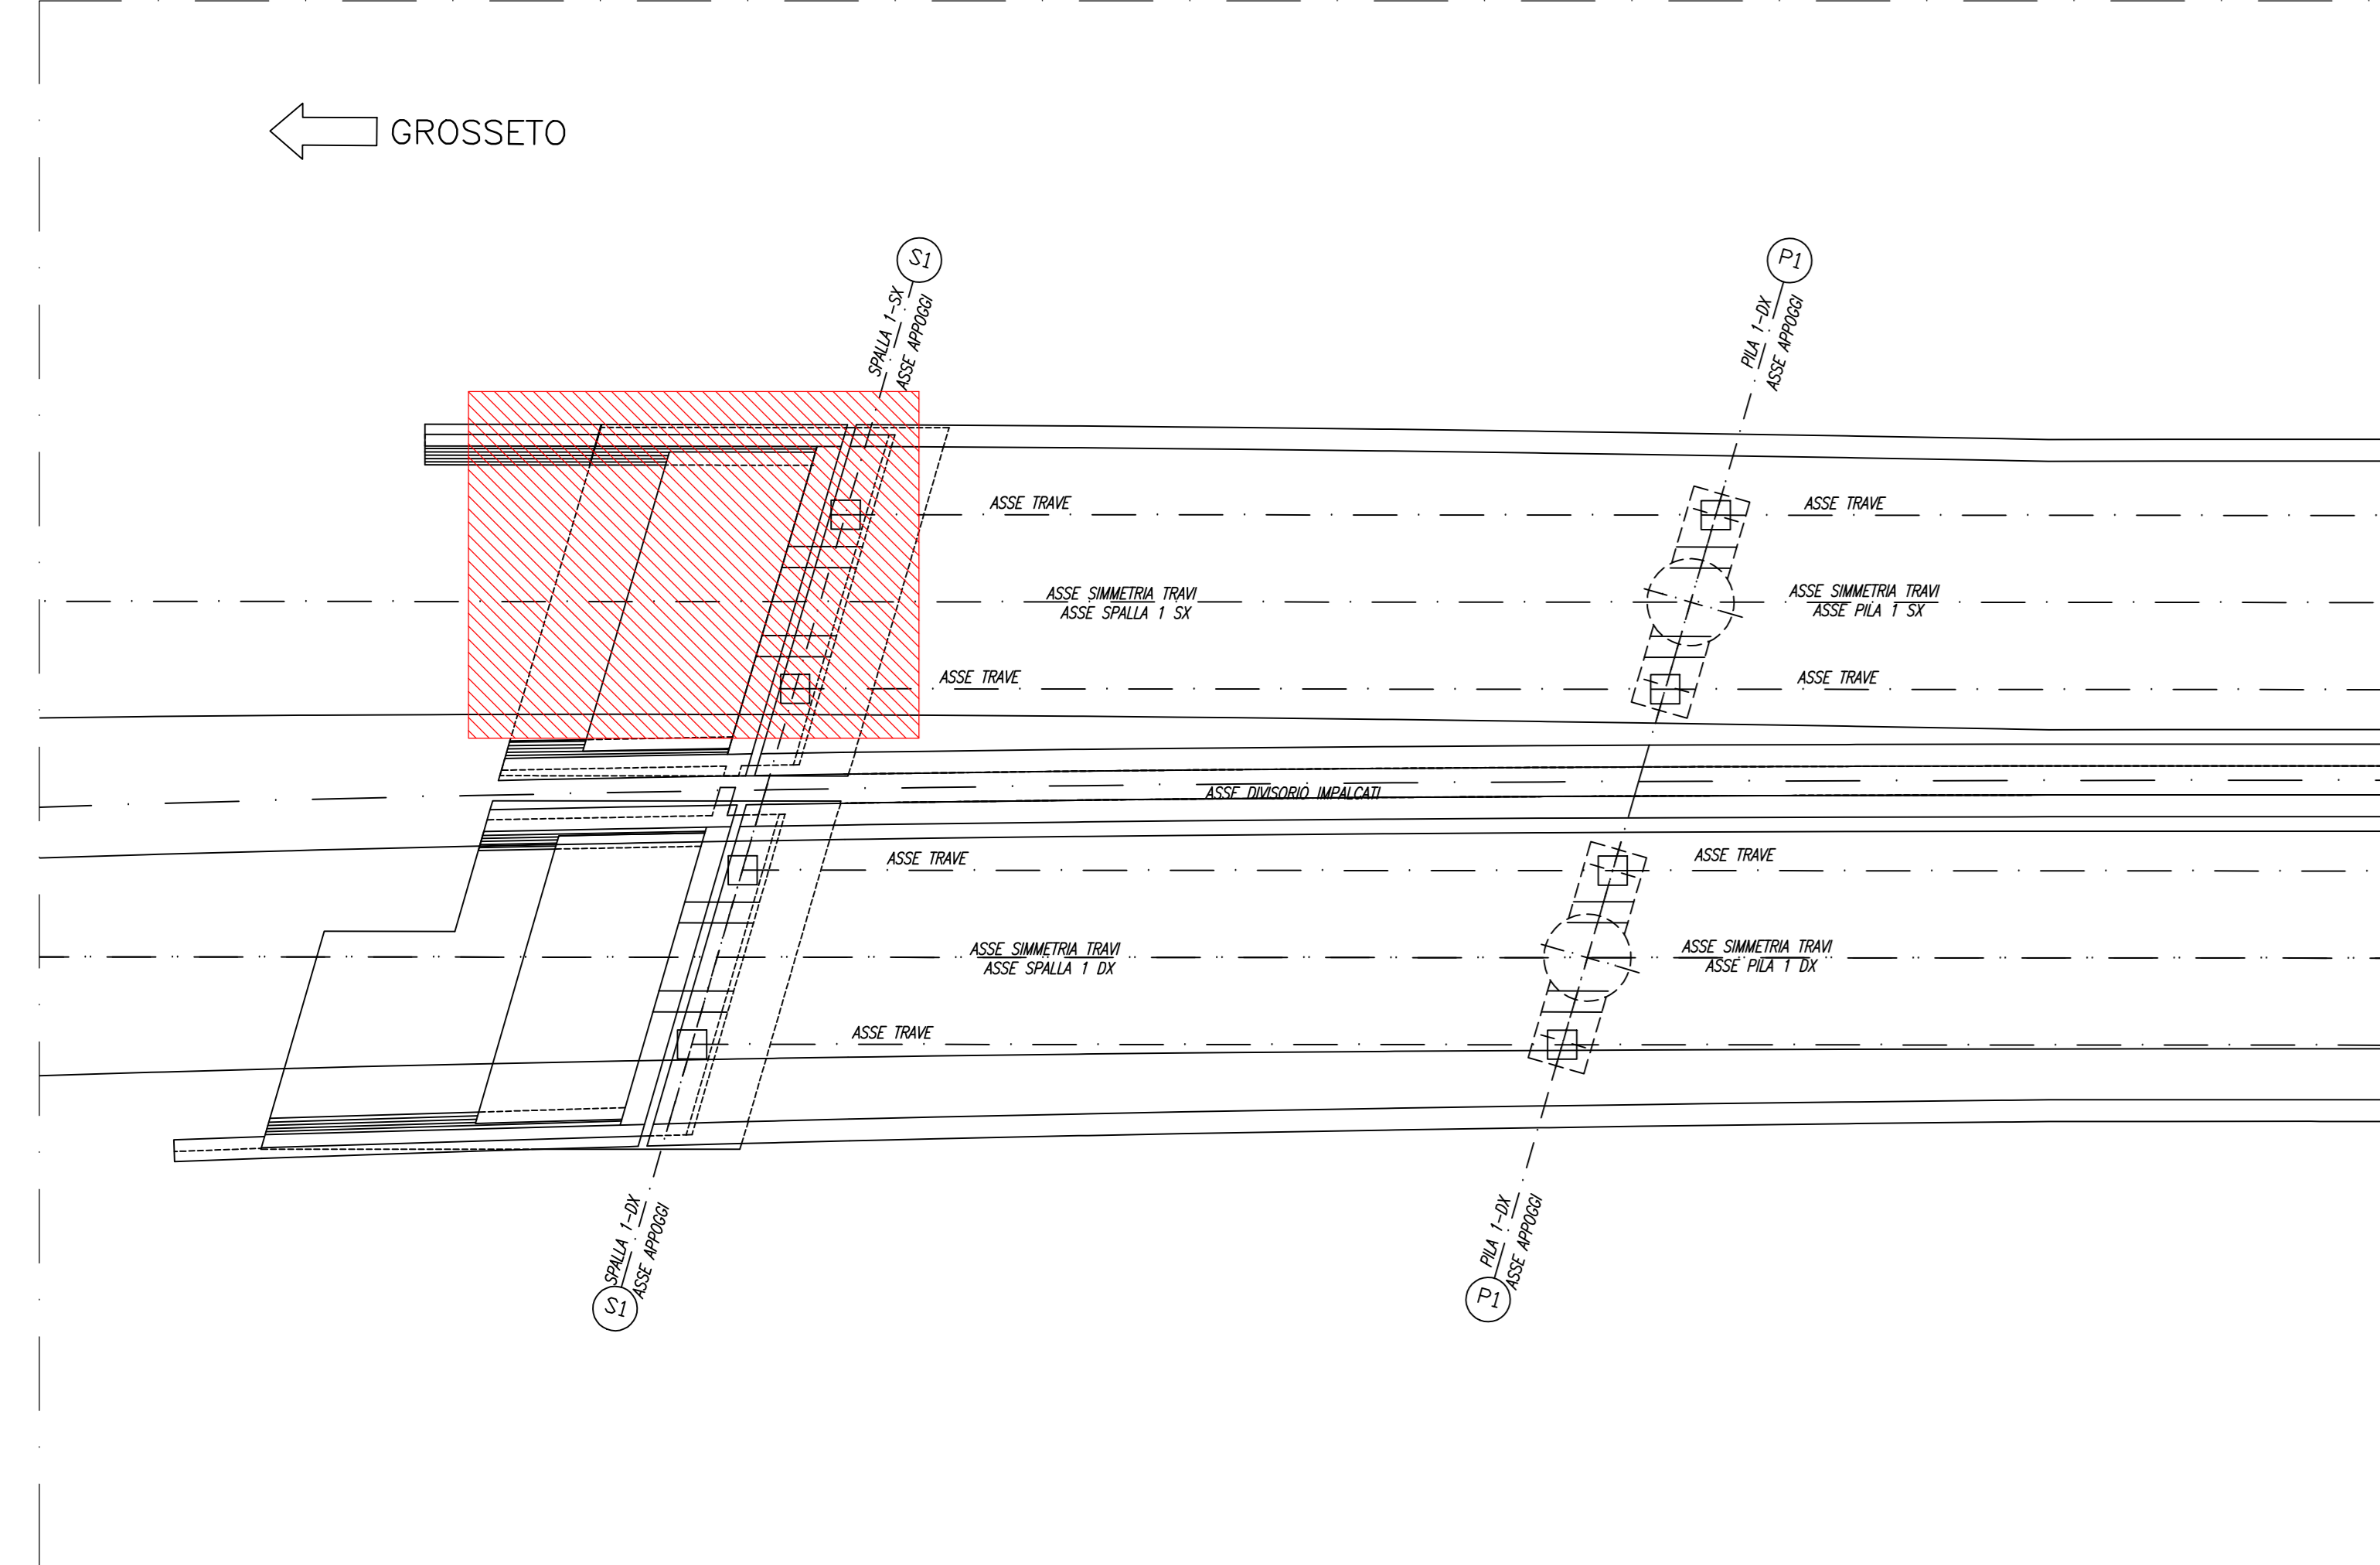 GROSSETO
S1
P1
SPALLA 1-SX
ASSE APPOGGI
PILA 1-DX
ASSE APPOGGI
ASSE TRAVE
ASSE TRAVE
ASSE SIMMETRIA TRAVI
ASSE SPALLA 1 SX
ASSE SIMMETRIA TRAVI
ASSE PILA 1 SX
ASSE TRAVE
ASSE TRAVE
ASSE DIVISORIO IMPALCATI
ASSE TRAVE
ASSE TRAVE
ASSE SIMMETRIA TRAVI
ASSE SPALLA 1 DX
ASSE SIMMETRIA TRAVI
ASSE PILA 1 DX
ASSE TRAVE
SPALLA 1-DX
ASSE APPOGGI
PILA 1-DX
ASSE APPOGGI
S1
P1